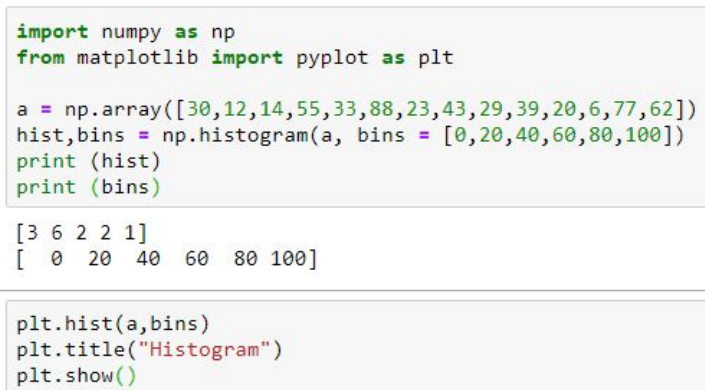 import numpy as np
from matplotlib import pyplot as plt
a = np.array([30,12,14,55,33,88,23,43,29,39,20,6,77,62])
hist,bins = np.histogram(a, bins = [0,20,40,60,80,100])
print (hist)
print (bins)
[3 6 2 2 1]
[  0  20  40  60  80 100]
plt.hist(a,bins)
plt.title("Histogram")
plt.show()